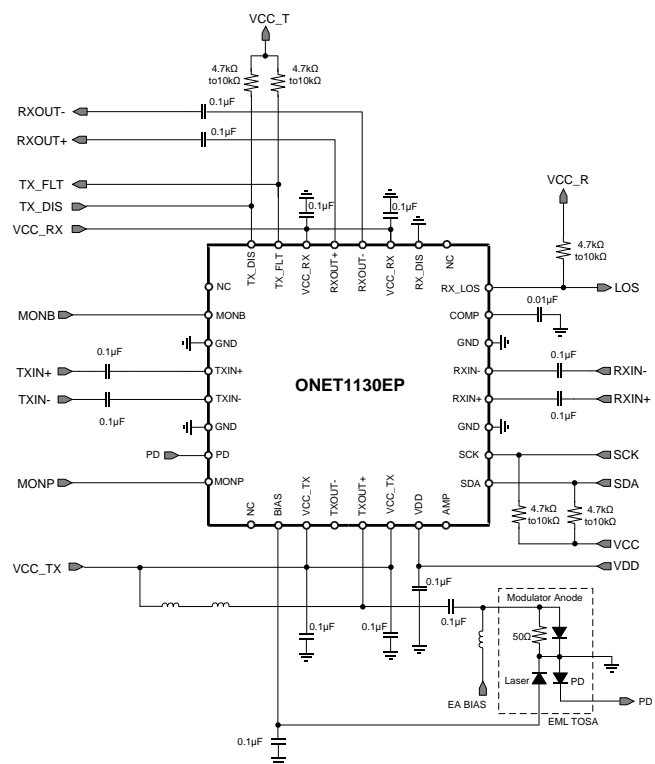 VCC_T
4.7kΩ
to10kΩ
4.7kΩ
to10kΩ
0.1µF
RXOUT-
0.1µF
RXOUT+
TX_FLT
TX_DIS
VCC_RX
0.1µF
0.1µF
VCC_R
4.7kΩ
to10kΩ
TX_DIS
TX_FLT
VCC_RX
RXOUT+
RXOUT-
VCC_RX
RX_DIS
NC
NC
RX_LOS
LOS
MONB
MONB
COMP
0.01µF
GND
GND
0.1µF
0.1µF
TXIN+
TXIN+
ONET1130EP
RXIN-
RXIN-
TXIN-
TXIN-
RXIN+
RXIN+
0.1µF
0.1µF
GND
GND
PD
PD
SCK
SCK
MONP
MONP
SDA
SDA
NC
BIAS
VCC_TX
TXOUT-
TXOUT+
VCC_TX
VDD
AMP
4.7kΩ
to10kΩ
4.7kΩ
to10kΩ
VCC
VCC_TX
VDD
0.1µF
Modulator Anode
0.1µF
0.1µF
0.1µF
50Ω
Laser
PD
EA BIAS
PD
EML TOSA
0.1µF